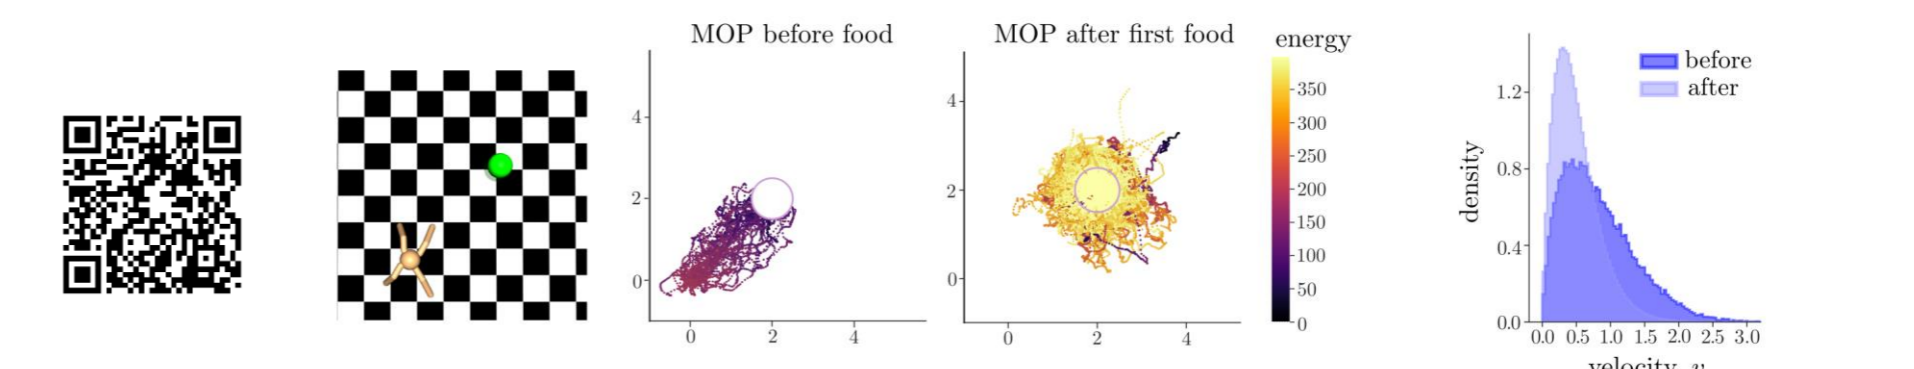 MOP before food
4
2
0
0 2 4
MOP after first food
4
2
0
0 2 4
energy
350
300
250
200
150
100
50
0
before
after
density
1.2
0.8
0.4
0.0
0.0 0.5 1.0 1.5 2.0 2.5 3.0
velocity, v